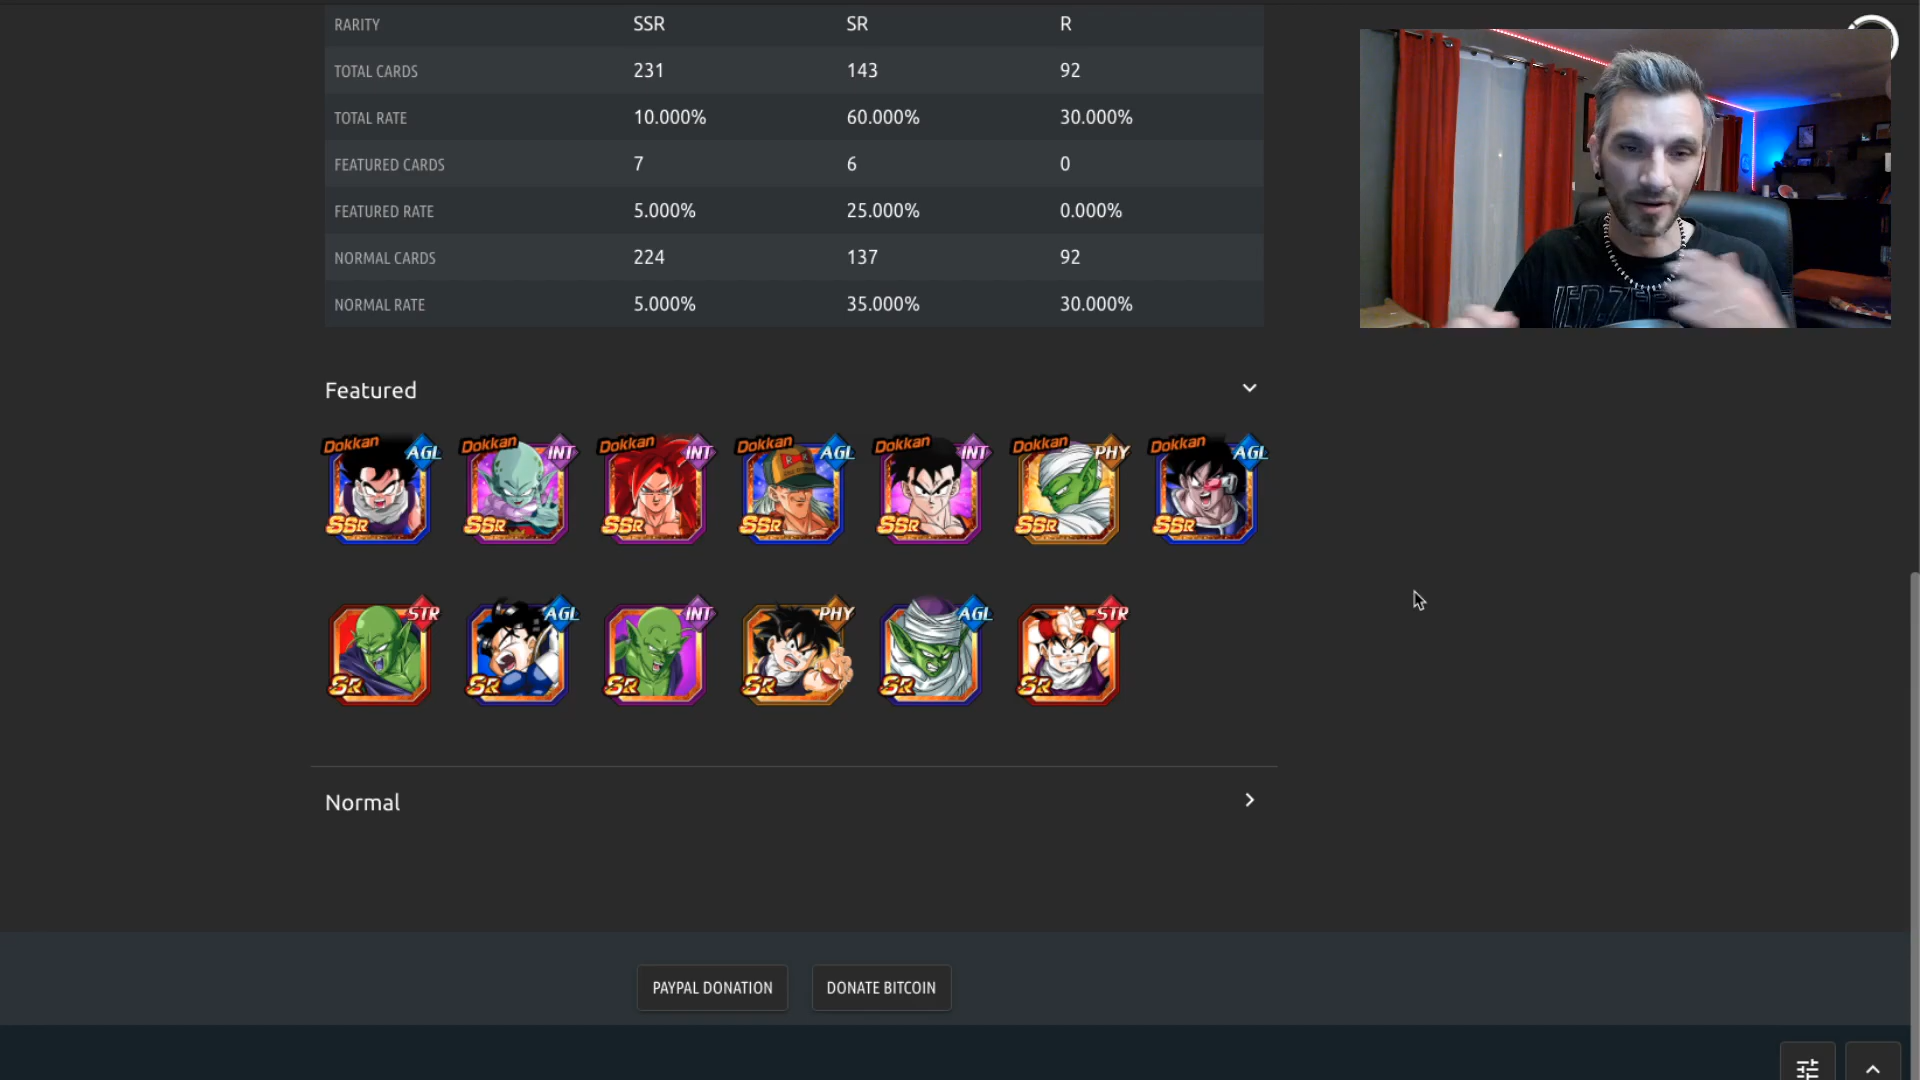 RARITY SSR SR R
TOTAL CARDS 231 143 92
TOTAL RATE 10.000% 60.000% 30.000%
FEATURED CARDS 7 6 0
FEATURED RATE 5.000% 25.000% 0.000%
NORMAL CARDS 224 137 92
NORMAL RATE 5.000% 35.000% 30.000%
Featured
Dokkan AGL Dokkan INT Dokkan INT Dokkan AGL Dokkan INT Dokkan PHY Dokkan AGL
SSR SSR SSR SSR SSR SSR SSR
STR AGL INT PHY AGL STR
SR SR SR SR SR SR
Normal
PAYPAL DONATION DONATE BITCOIN